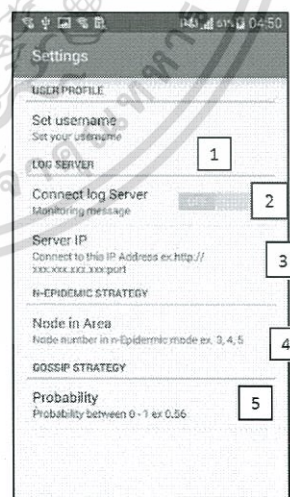 04:50
Settings
USER PROFILE
Set username
Set your username
1
LOG SERVER
Connect log Server
OFF
2
Monitoring message
Server IP
Connect to this IP Address ex.http://
xxx.xxx.xxx.xxx:port
3
N-EPIDEMIC STRATEGY
Node in Area
Node number in n-Epidermic mode ex. 3, 4, 5
4
GOSSIP STRATEGY
Probability
Probability between 0 - 1 ex 0.56
5